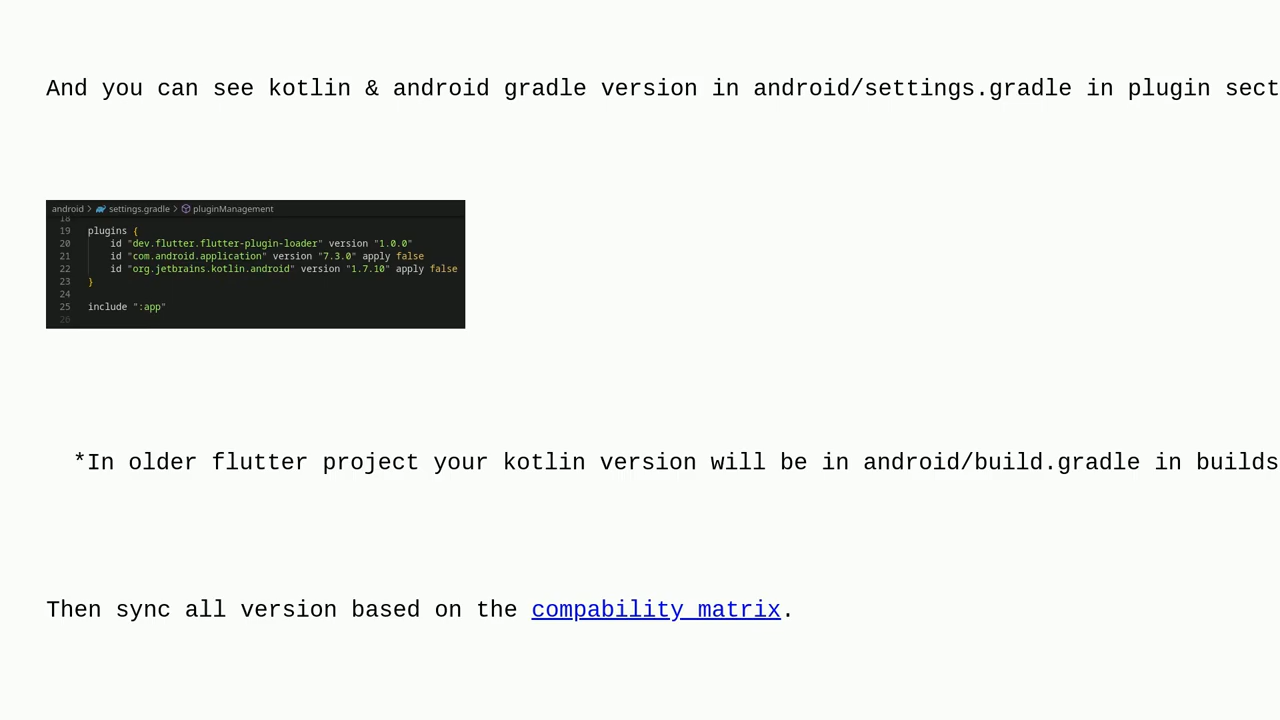 And you can see kotlin & android gradle version in android/settings.gradle in plugin sect
android > settings.gradle > pluginManagement
18
19 plugins {
20 id "dev.flutter.flutter-plugin-loader" version "1.0.0"
21 id "com.android.application" version "7.3.0" apply false
22 id "org.jetbrains.kotlin.android" version "1.7.10" apply false
23 }
24
25 include ":app"
26
*In older flutter project your kotlin version will be in android/build.gradle in builds
Then sync all version based on the compability matrix.